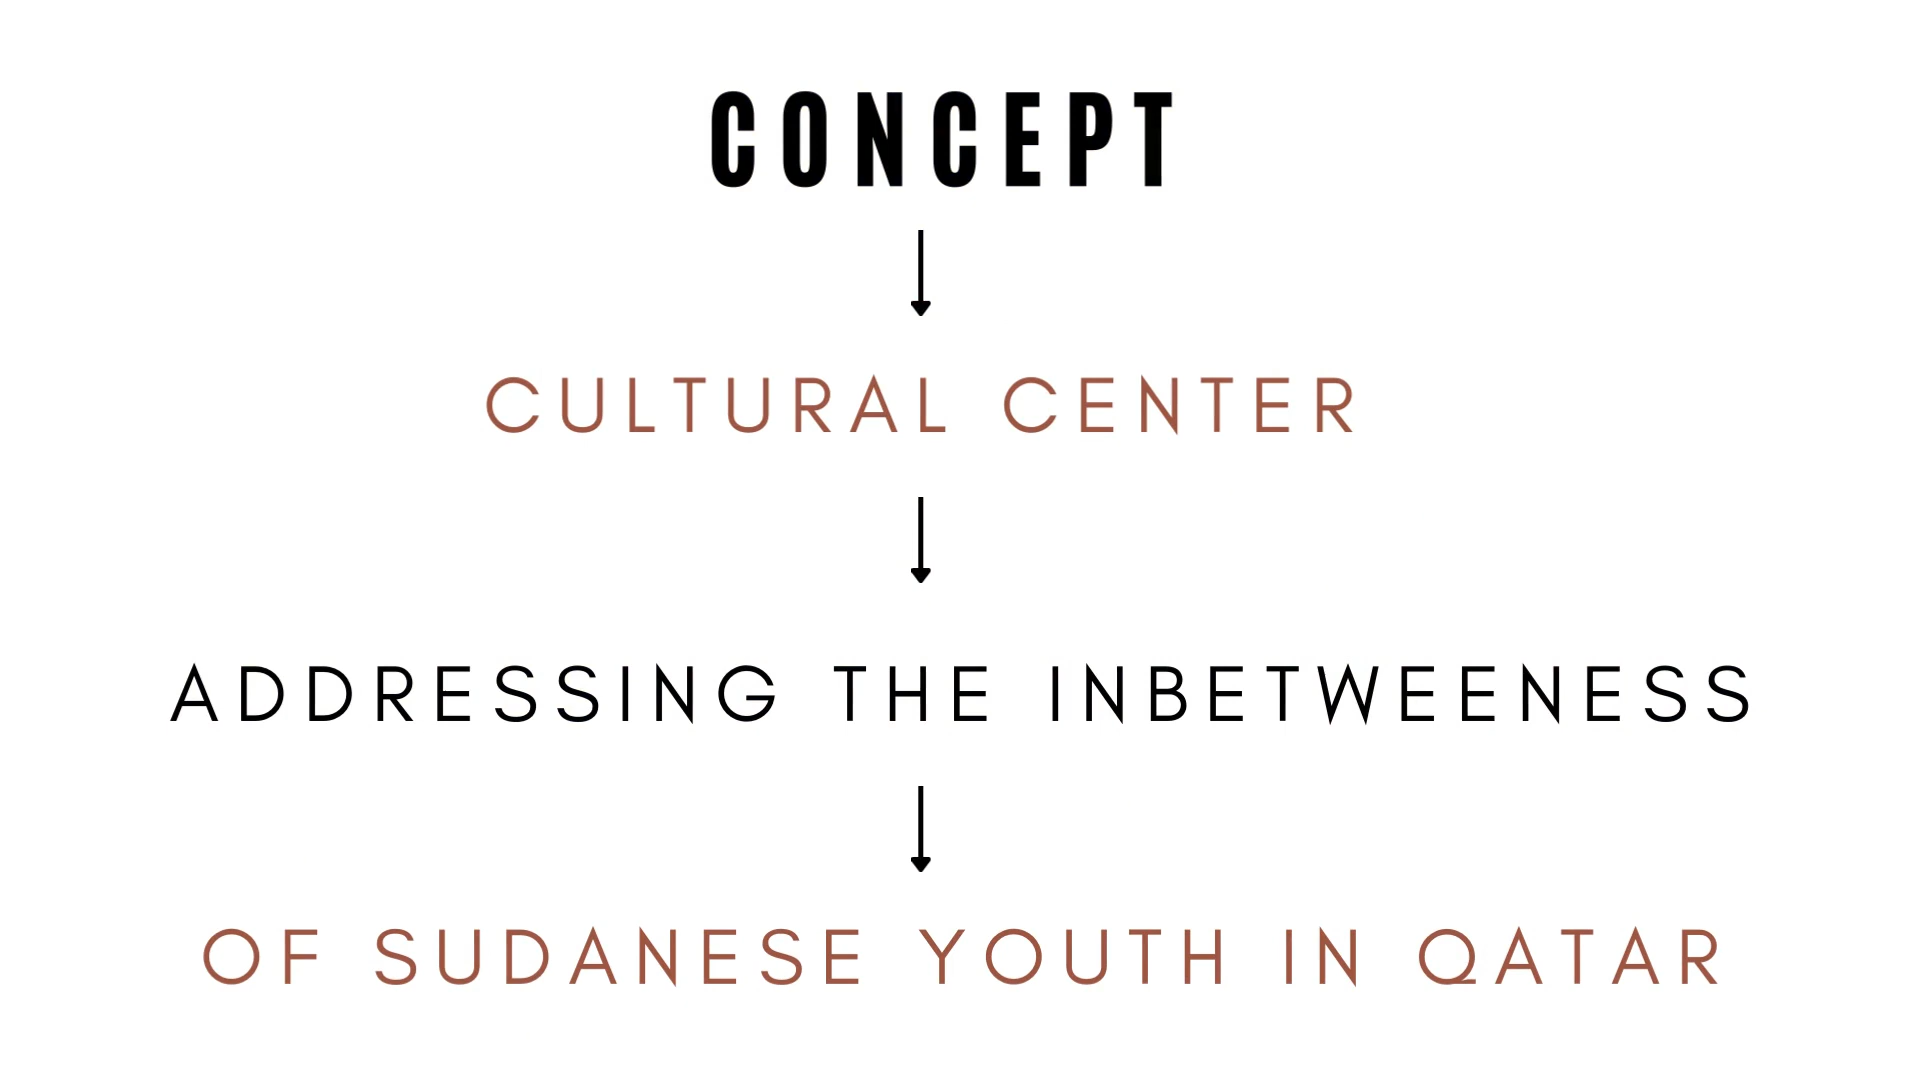 CONCEPT
CULTURAL CENTER
ADDRESSING THE INBETWEENESS
OF SUDANESE YOUTH IN QATAR